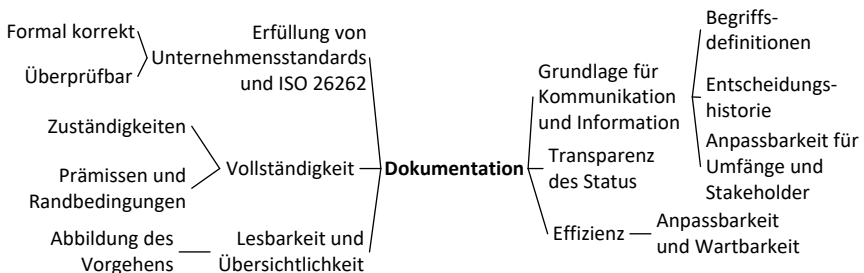 Formal korrekt
Überprüfbar
Erfüllung von
Unternehmensstandards
und ISO 26262
Zuständigkeiten
Prämissen und
Randbedingungen
Vollständigkeit
Abbildung des
Vorgehens
Lesbarkeit und
Übersichtlichkeit
Dokumentation
Grundlage für
Kommunikation
und Information
Begriffs-
definitionen
Entscheidungs-
historie
Anpassbarkeit für
Umfänge und
Stakeholder
Transparenz
des Status
Effizienz
Anpassbarkeit
und Wartbarkeit